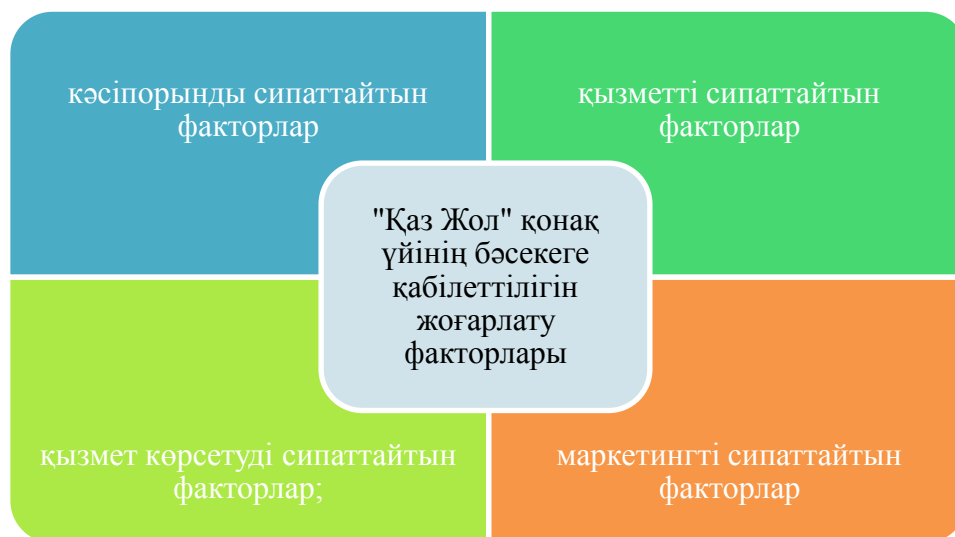 кәсіпорынды сипаттайтын
факторлар
қызметті сипаттайтын
факторлар
"Қаз Жол" қонақ
үйінің бәсекеге
қабілеттілігін
жоғарлату
факторлары
қызмет көрсетуді сипаттайтын
факторлар;
маркетингті сипаттайтын
факторлар